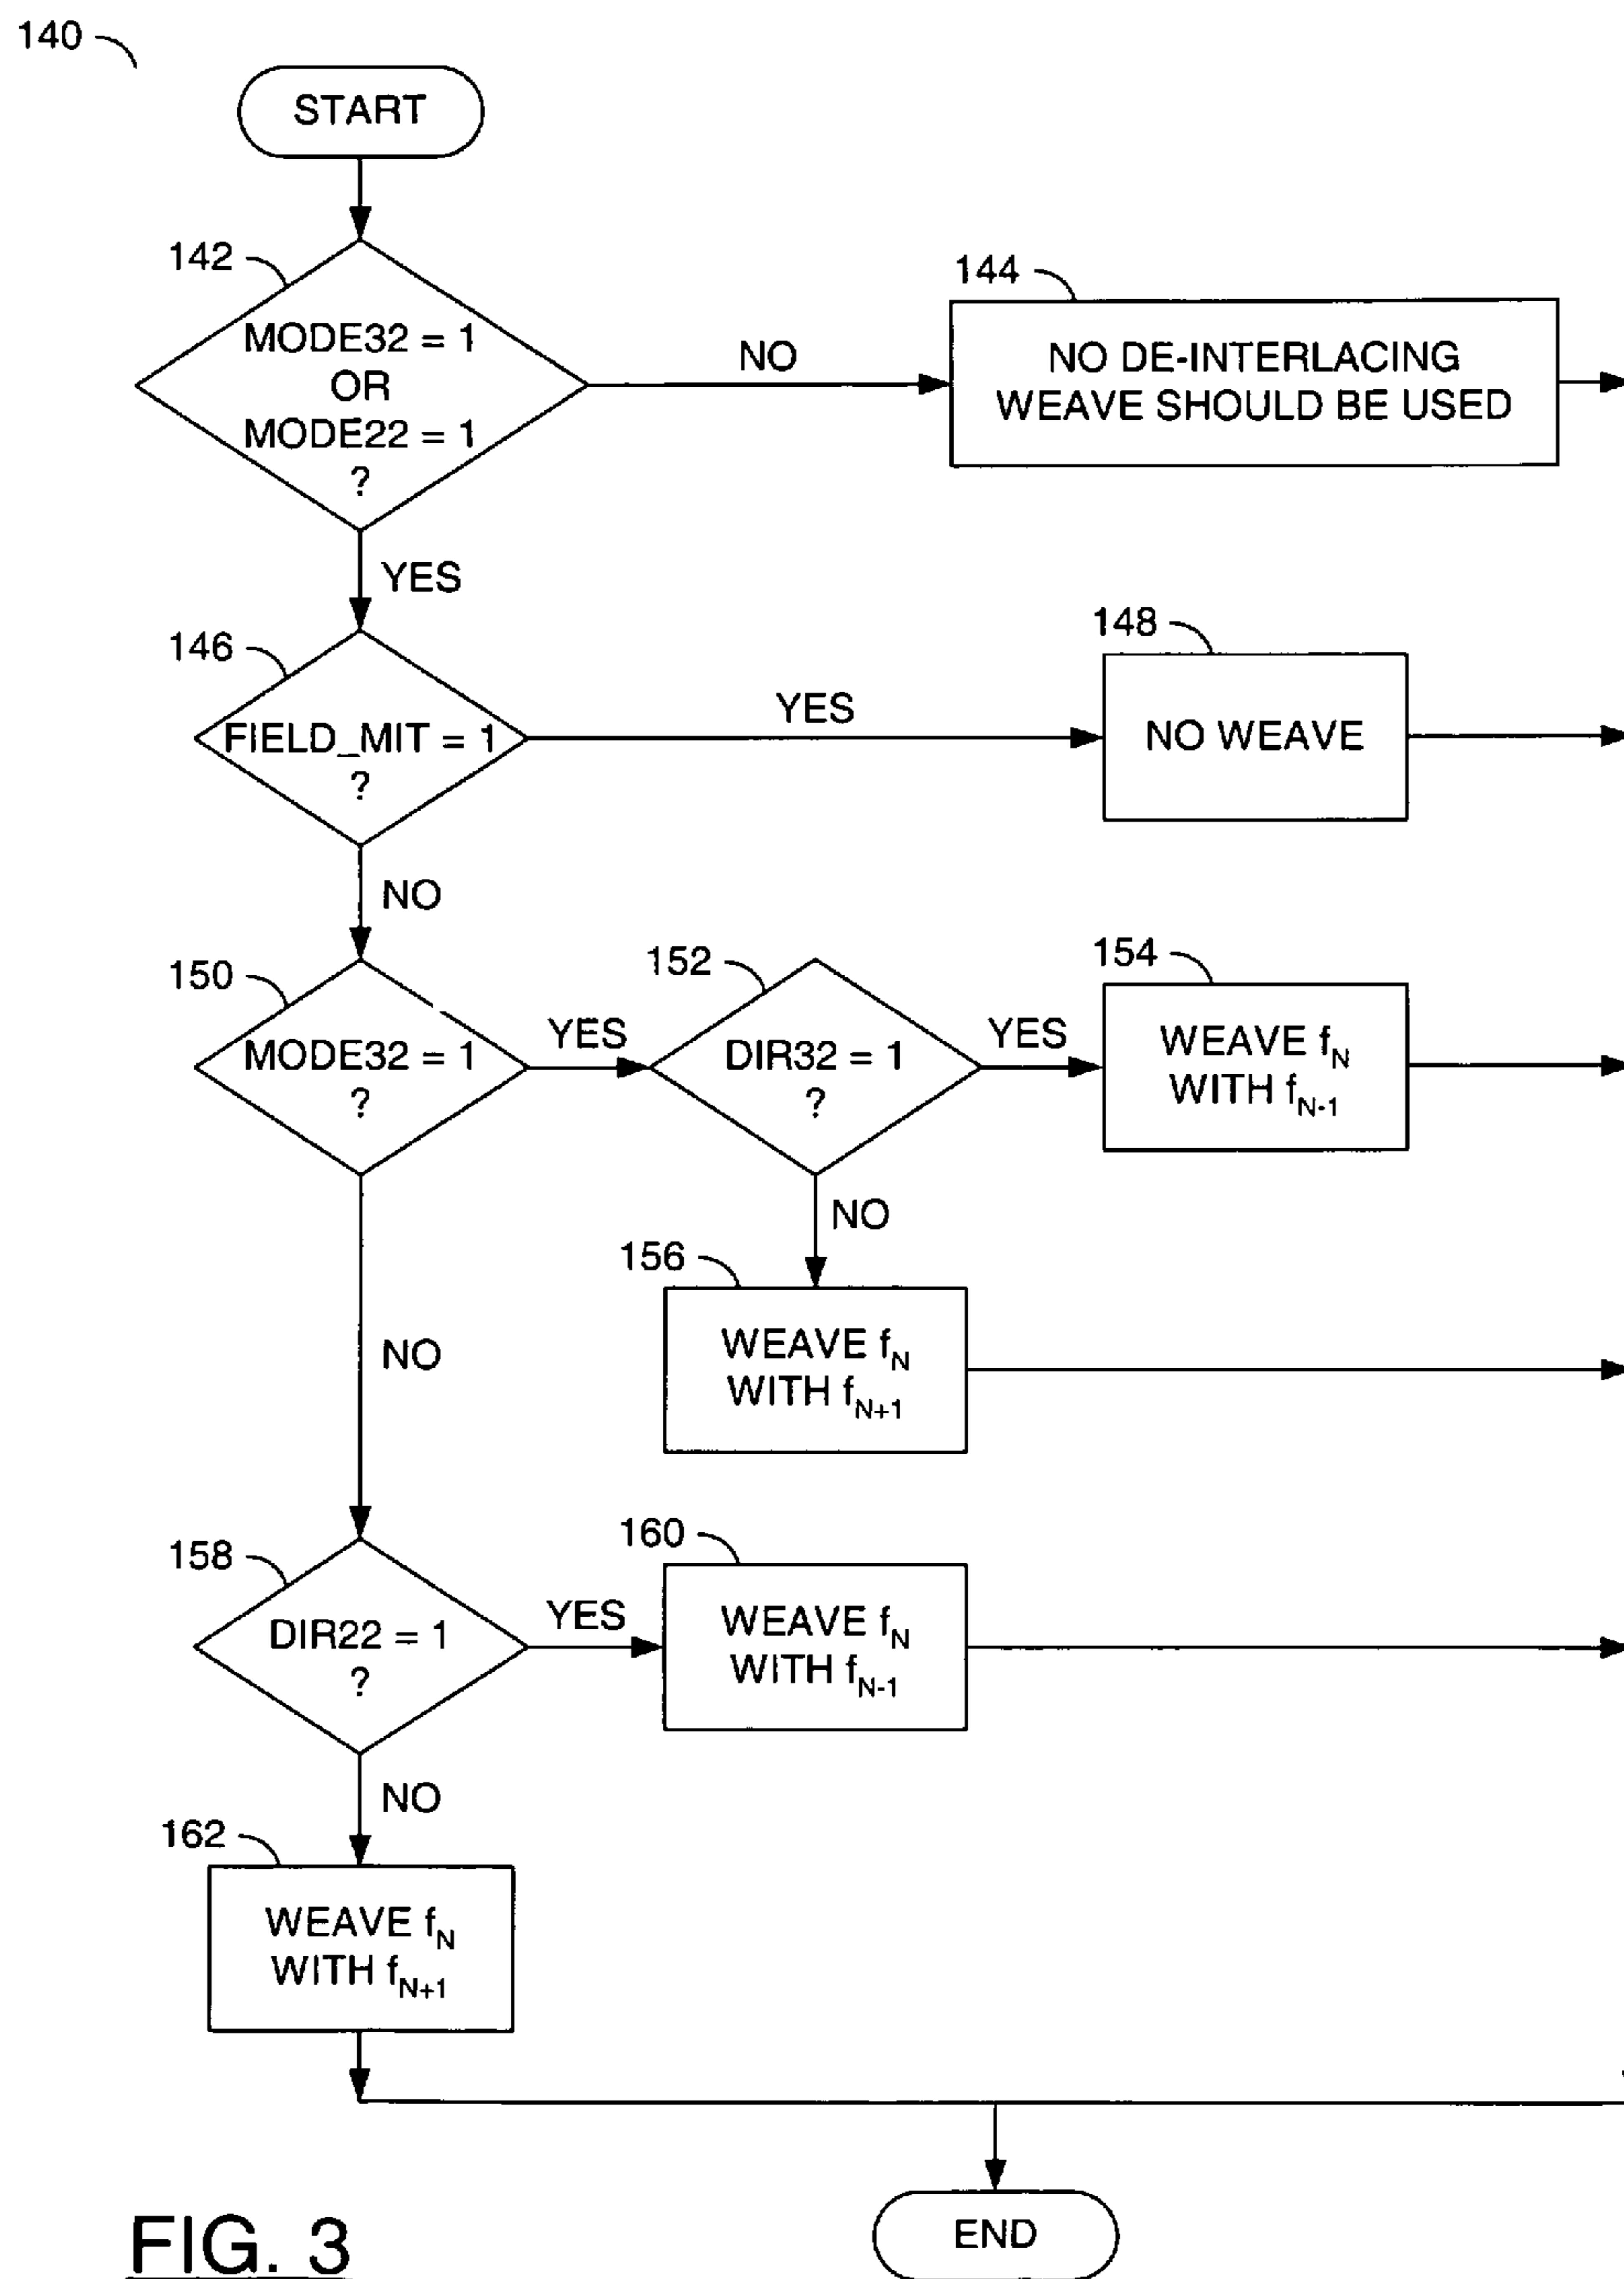 140
START
142
MODE32 = 1
OR
MODE22 = 1
?
NO
144
NO DE-INTERLACING
WEAVE SHOULD BE USED
YES
146
FIELD_MIT = 1
?
YES
148
NO WEAVE
NO
150
MODE32 = 1
?
YES
152
DIR32 = 1
?
YES
154
WEAVE fN
WITH fN-1
NO
156
WEAVE fN
WITH fN+1
NO
158
DIR22 = 1
?
YES
160
WEAVE fN
WITH fN-1
NO
162
WEAVE fN
WITH fN+1
END
FIG. 3